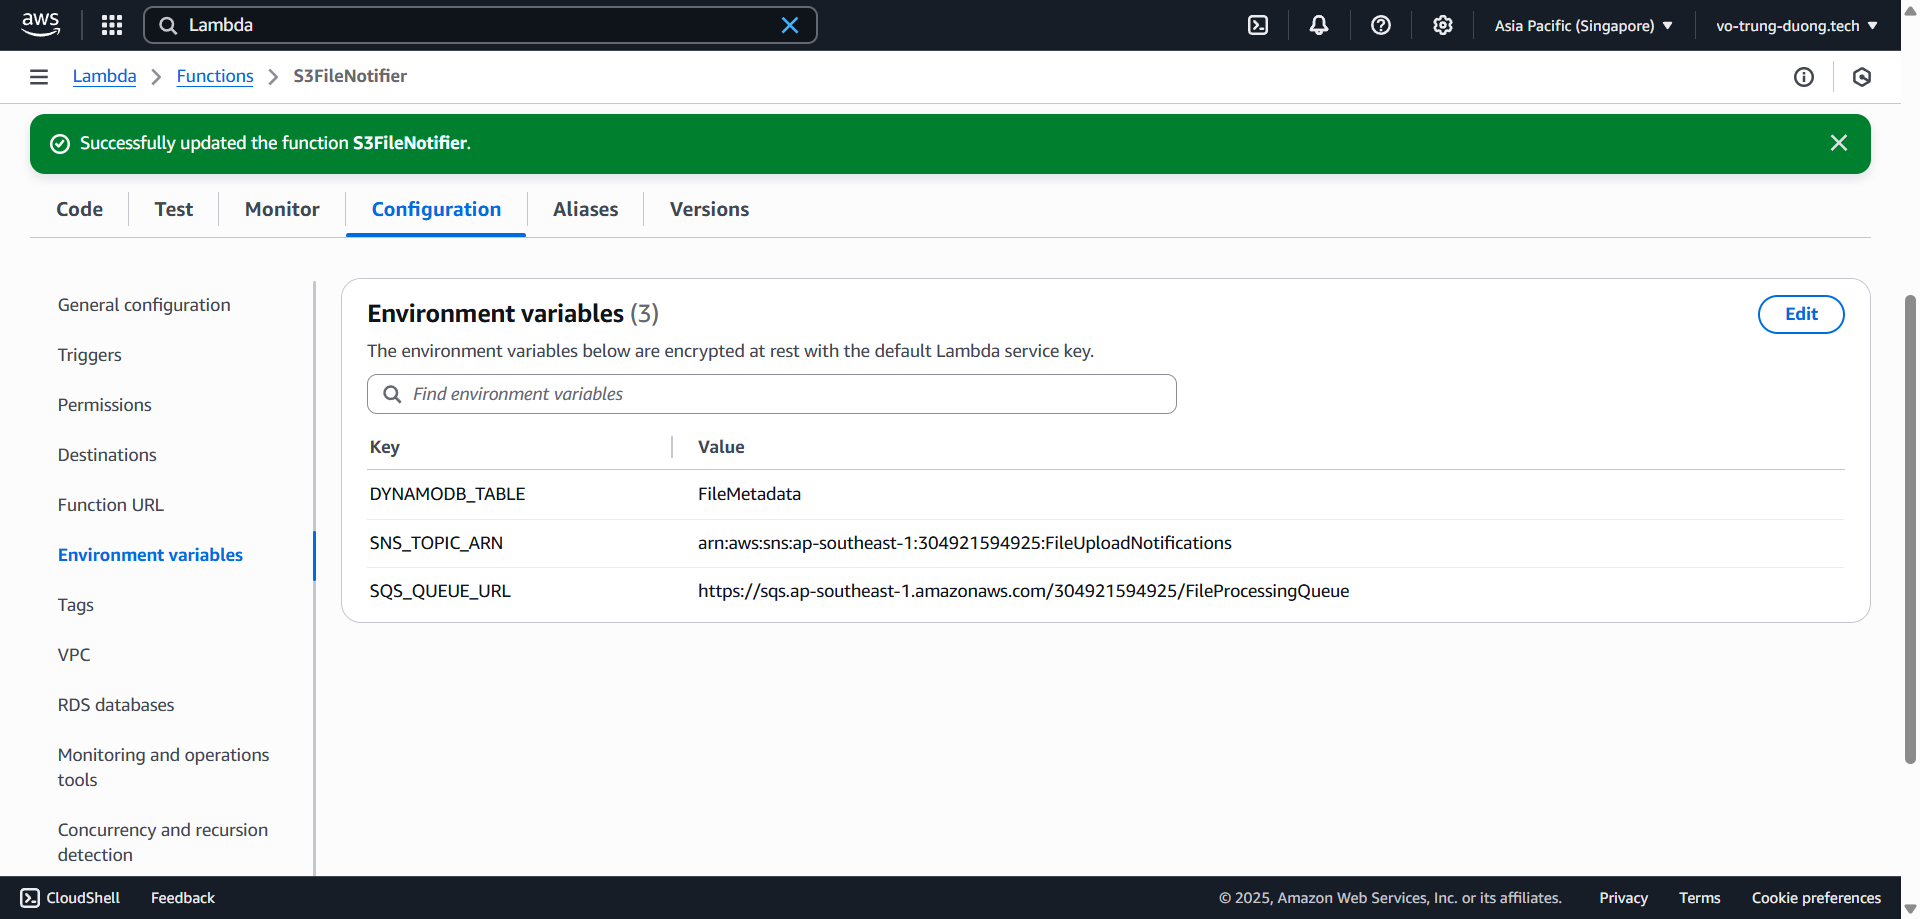 aws
Lambda
Asia Pacific (Singapore)
vo-trung-duong.tech
Lambda
Functions
S3FileNotifier
Successfully updated the function S3FileNotifier.
Code
Test
Monitor
Configuration
Aliases
Versions
General configuration
Triggers
Permissions
Destinations
Function URL
Environment variables
Tags
VPC
RDS databases
Monitoring and operations
tools
Concurrency and recursion
detection
Environment variables (3)
Edit
The environment variables below are encrypted at rest with the default Lambda service key.
Find environment variables
Key Value
DYNAMODB_TABLE FileMetadata
SNS_TOPIC_ARN arn:aws:sns:ap-southeast-1:304921594925:FileUploadNotifications
SQS_QUEUE_URL https://sqs.ap-southeast-1.amazonaws.com/304921594925/FileProcessingQueue
CloudShell
Feedback
© 2025, Amazon Web Services, Inc. or its affiliates.
Privacy
Terms
Cookie preferences